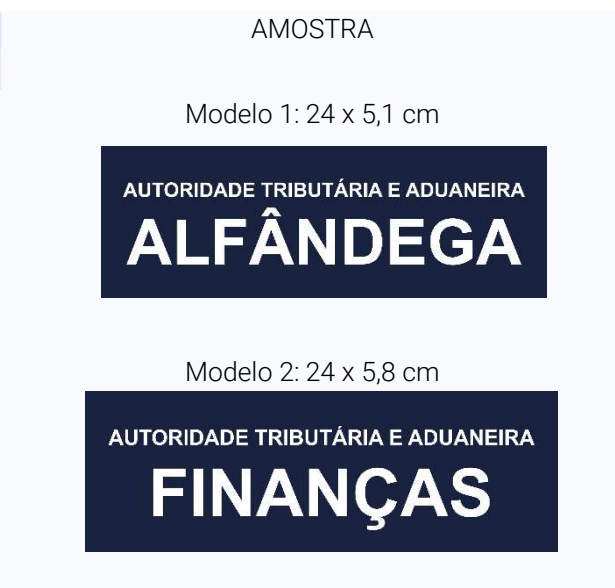 AMOSTRA
Modelo 1: 24 x 5,1 cm
AUTORIDADE TRIBUTÁRIA E ADUANEIRA
ALFÂNDEGA
Modelo 2: 24 x 5,8 cm
AUTORIDADE TRIBUTÁRIA E ADUANEIRA
FINANÇAS